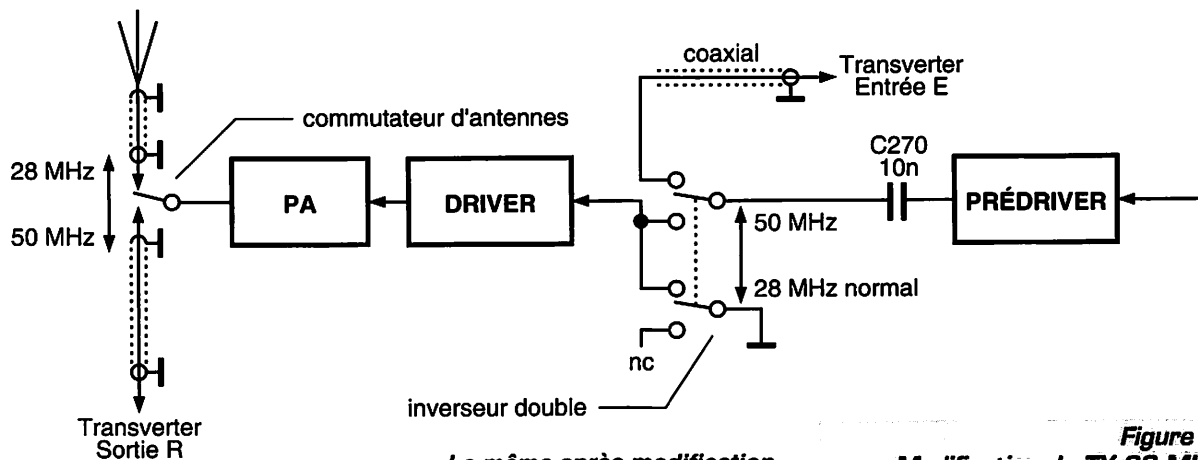 coaxial
Transverter
Entrée E
commutateur d'antennes
28 MHz
50 MHz
PA
DRIVER
C270
10n
PRÉDRIVER
50 MHz
28 MHz normal
nc
inverseur double
Transverter
Sortie R
Figure